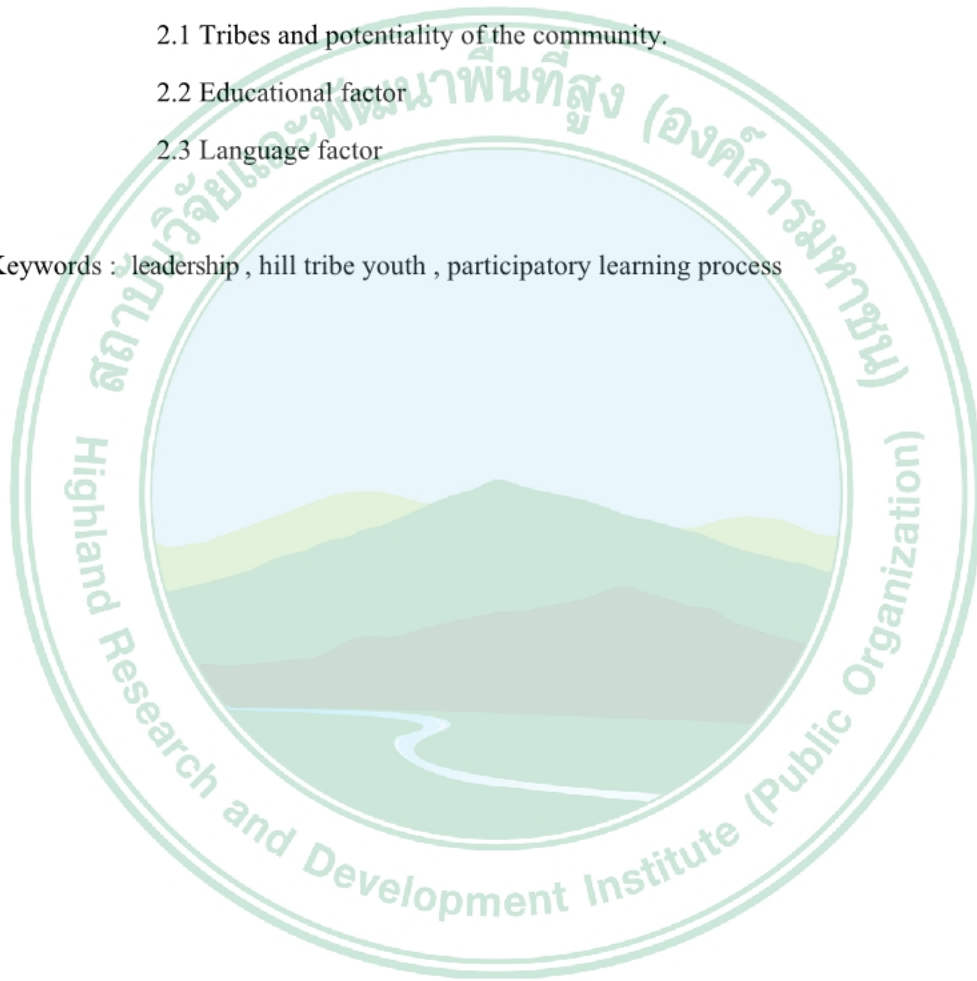 2.1 Tribes and potentiality of the community.
2.2 Educational factor
2.3 Language factor
Keywords : leadership , hill tribe youth , participatory learning process
สถาบันวิจัยและพัฒนาพื้นที่สูง (องค์การมหาชน)
Highland Research and Development Institute (Public Organization)